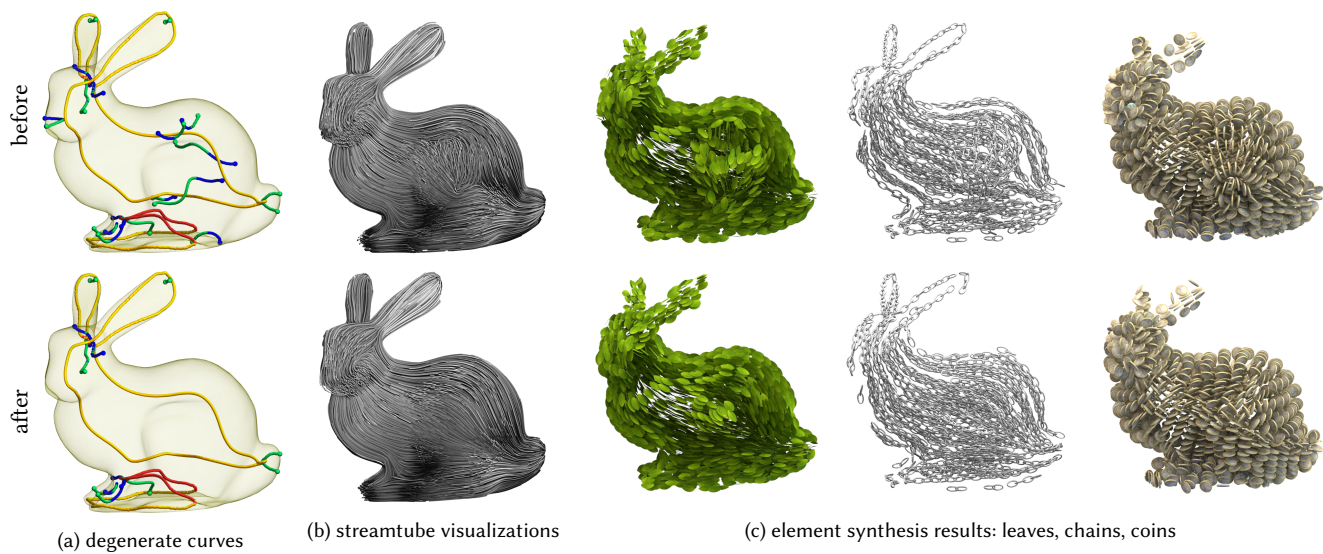 before
after
(a) degenerate curves
(b) streamtube visualizations
(c) element synthesis results: leaves, chains, coins